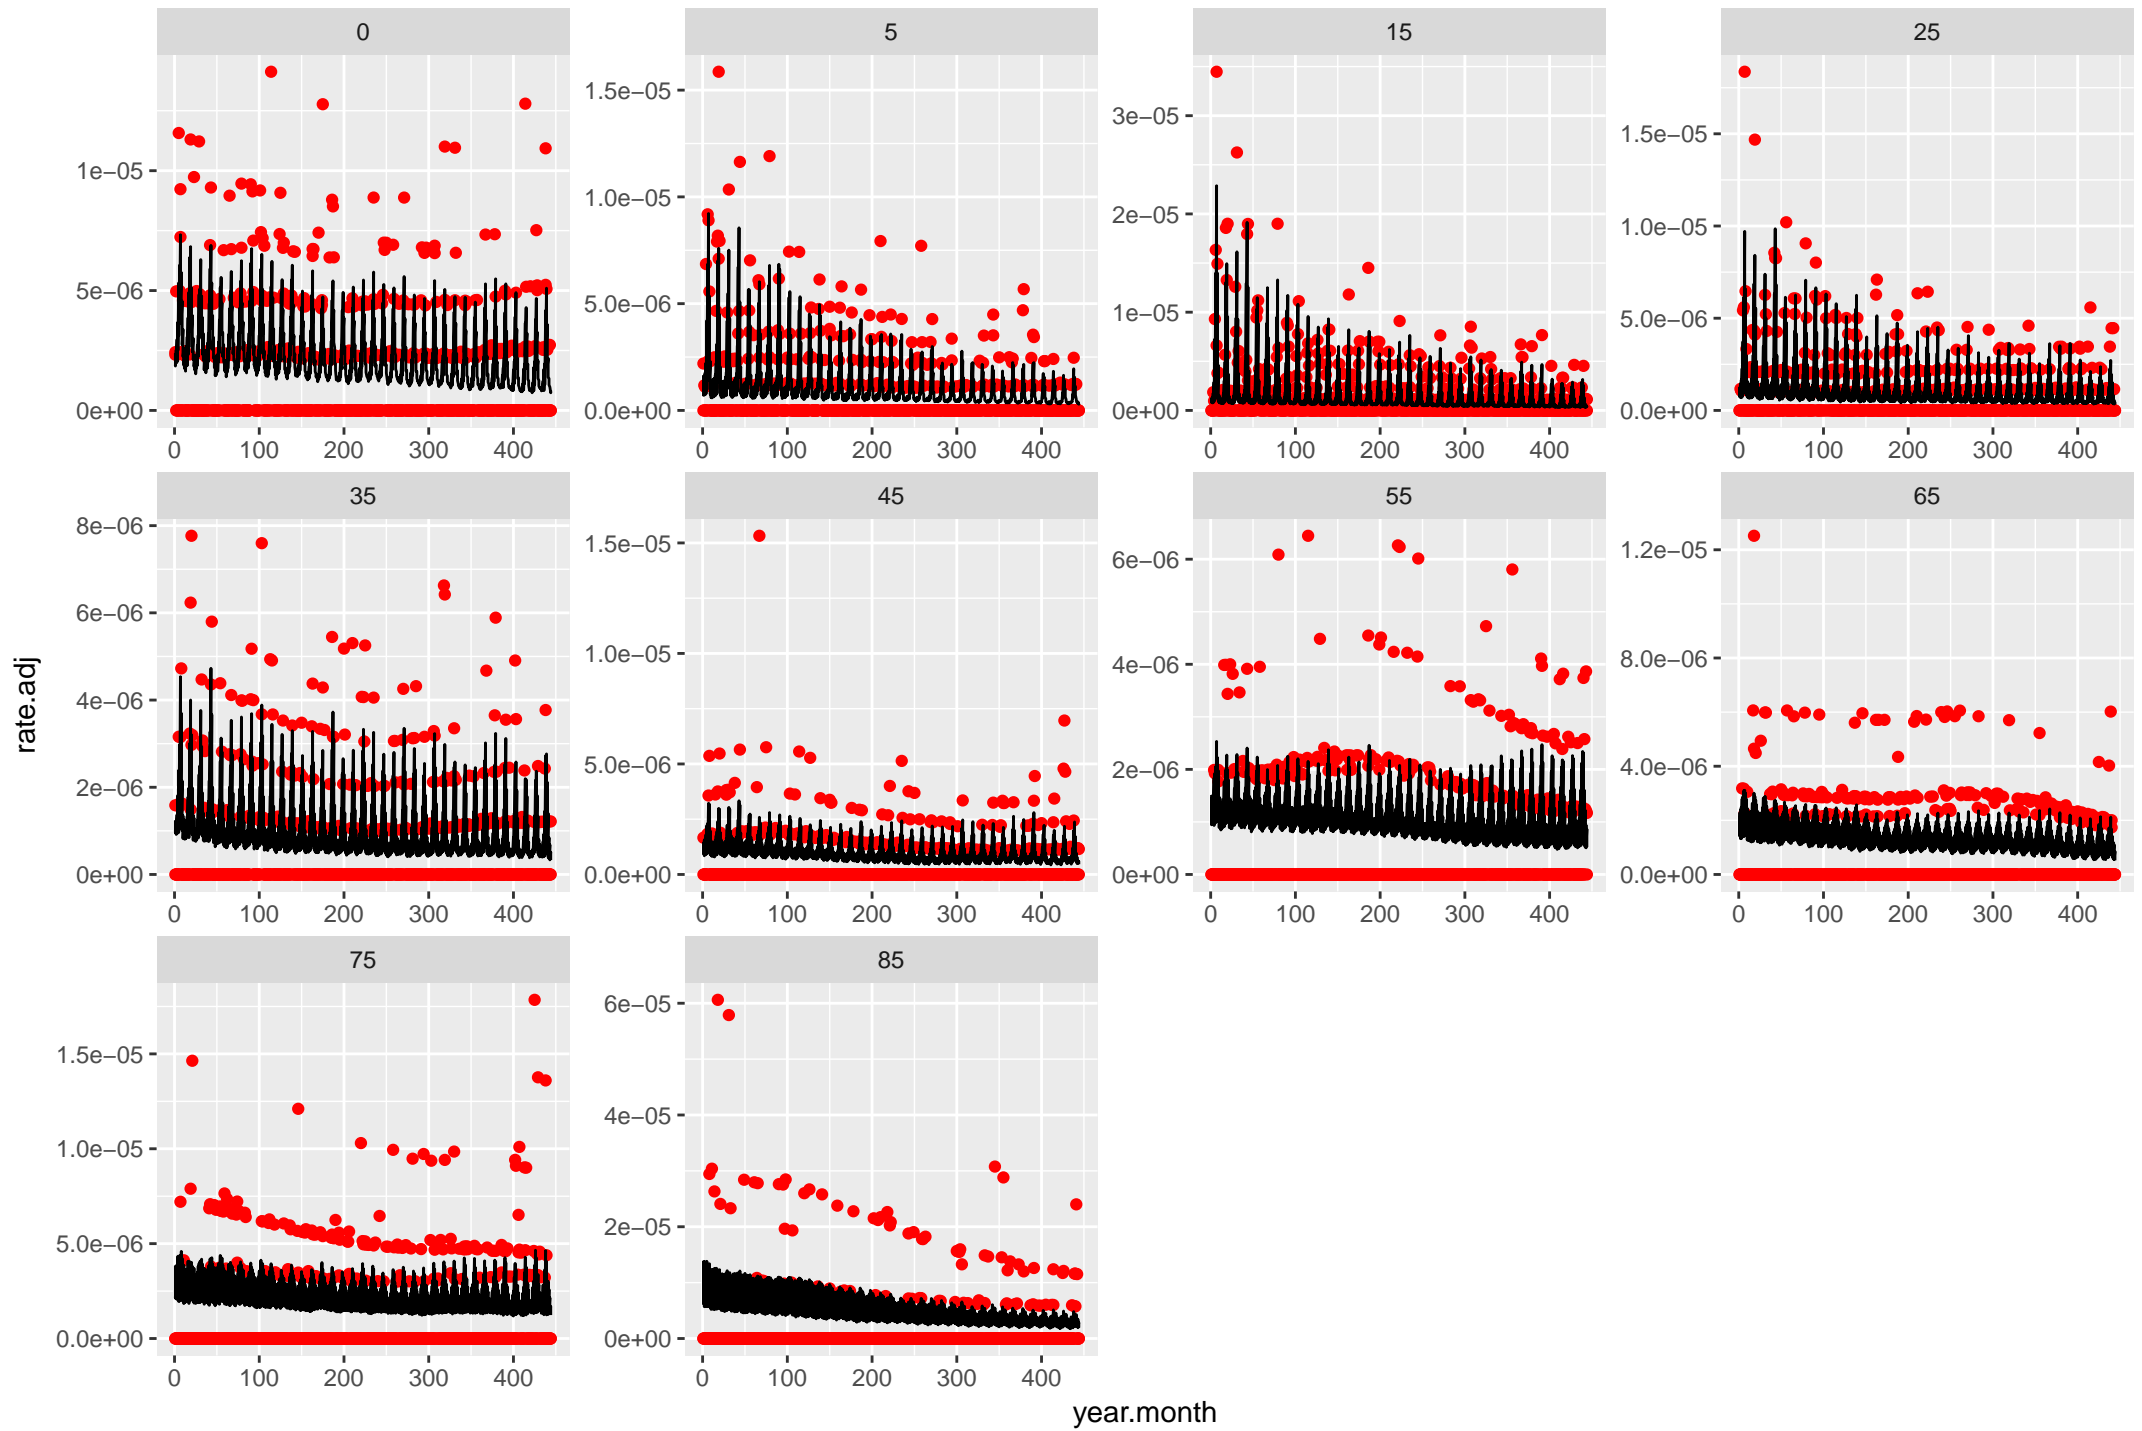 0 5 15 25
1e−05
5e−06
0e+00
1.5e−05
1.0e−05
5.0e−06
0.0e+00
3e−05
2e−05
1e−05
0e+00
1.5e−05
1.0e−05
5.0e−06
0.0e+00
0 100 200 300 400 0 100 200 300 400 0 100 200 300 400 0 100 200 300 400
35 45 55 65
8e−06
6e−06
4e−06
2e−06
0e+00
1.5e−05
1.0e−05
5.0e−06
0.0e+00
6e−06
4e−06
2e−06
0e+00
1.2e−05
8.0e−06
4.0e−06
0.0e+00
0 100 200 300 400 0 100 200 300 400 0 100 200 300 400 0 100 200 300 400
75 85
1.5e−05
1.0e−05
5.0e−06
0.0e+00
6e−05
4e−05
2e−05
0e+00
0 100 200 300 400 0 100 200 300 400
rate.adj
year.month